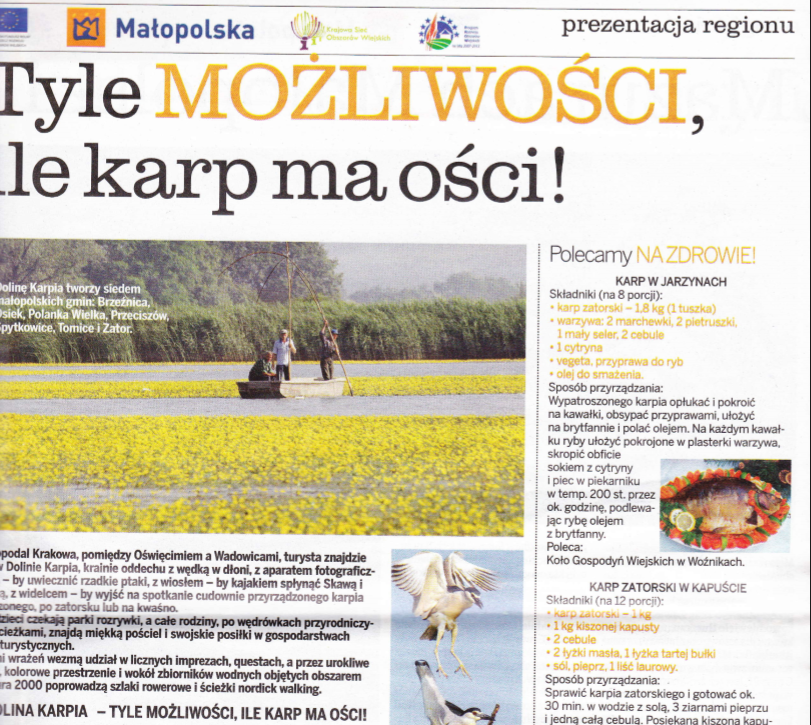 Małopolska
Krajowa Sieć
Obszarów Wiejskich
prezentacja regionu
Tyle MOŻLIWOŚCI,
ile karp ma ości!
Dolinę Karpia tworzy siedem
małopolskich gmin: Brzeźnica,
Osiek, Polanka Wielka, Przeciszów,
Spytkowice, Tomice i Zator.
opodal Krakowa, pomiędzy Oświęcimem a Wadowicami, turysta znajdzie
w Dolinie Karpia, krainie oddechu z wędką w dłoni, z aparatem fotograficz-
– by uwiecznić rzadkie ptaki, z wiosłem – by kajakiem spłynąć Skawą i
ą, z widelcem – by wyjść na spotkanie cudownie przyrządzonego karpia
zonego, po zatorsku lub na kwaśno.
dzieci czekają parki rozrywki, a całe rodziny, po wędrówkach przyrodniczy-
cieżkami, znajdą miękką pościel i swojskie posiłki w gospodarstwach
turystycznych.
ni wrażeń wezmą udział w licznych imprezach, questach, a przez urokliwe
, kolorowe przestrzenie i wokół zbiorników wodnych objętych obszarem
ra 2000 poprowadzą szlaki rowerowe i ścieżki nordick walking.
OLINA KARPIA – TYLE MOŻLIWOŚCI, ILE KARP MA OŚCI!
Polecamy NA ZDROWIE!
KARP W JARZYNACH
Składniki (na 8 porcji):
• karp zatorski – 1,8 kg (1 tuszka)
• warzywa: 2 marchewki, 2 pietruszki,
1 mały seler, 2 cebule
• 1 cytryna
• vegeta, przyprawa do ryb
• olej do smażenia.
Sposób przyrządzania:
Wypatroszonego karpia opłukać i pokroić
na kawałki, obsypać przyprawami, ułożyć
na brytfannie i polać olejem. Na każdym kawał-
ku ryby ułożyć pokrojone w plasterki warzywa,
skropić obficie
sokiem z cytryny
i piec w piekarniku
w temp. 200 st. przez
ok. godzinę, podlewa-
jąc rybę olejem
z brytfanny.
Poleca:
Koło Gospodyń Wiejskich w Woźnikach.
KARP ZATORSKI W KAPUŚCIE
Składniki (na 12 porcji):
• karp zatorski – 1 kg
• 1 kg kiszonej kapusty
• 2 cebule
• 2 łyżki masła, 1 łyżka tartej bułki
• sól, pieprz, 1 liść laurowy.
Sposób przyrządzania:
Sprawić karpia zatorskiego i gotować ok.
30 min. w wodzie z solą, 3 ziarnami pieprzu
i jedną całą cebulą. Posiekaną kiszoną kapu-